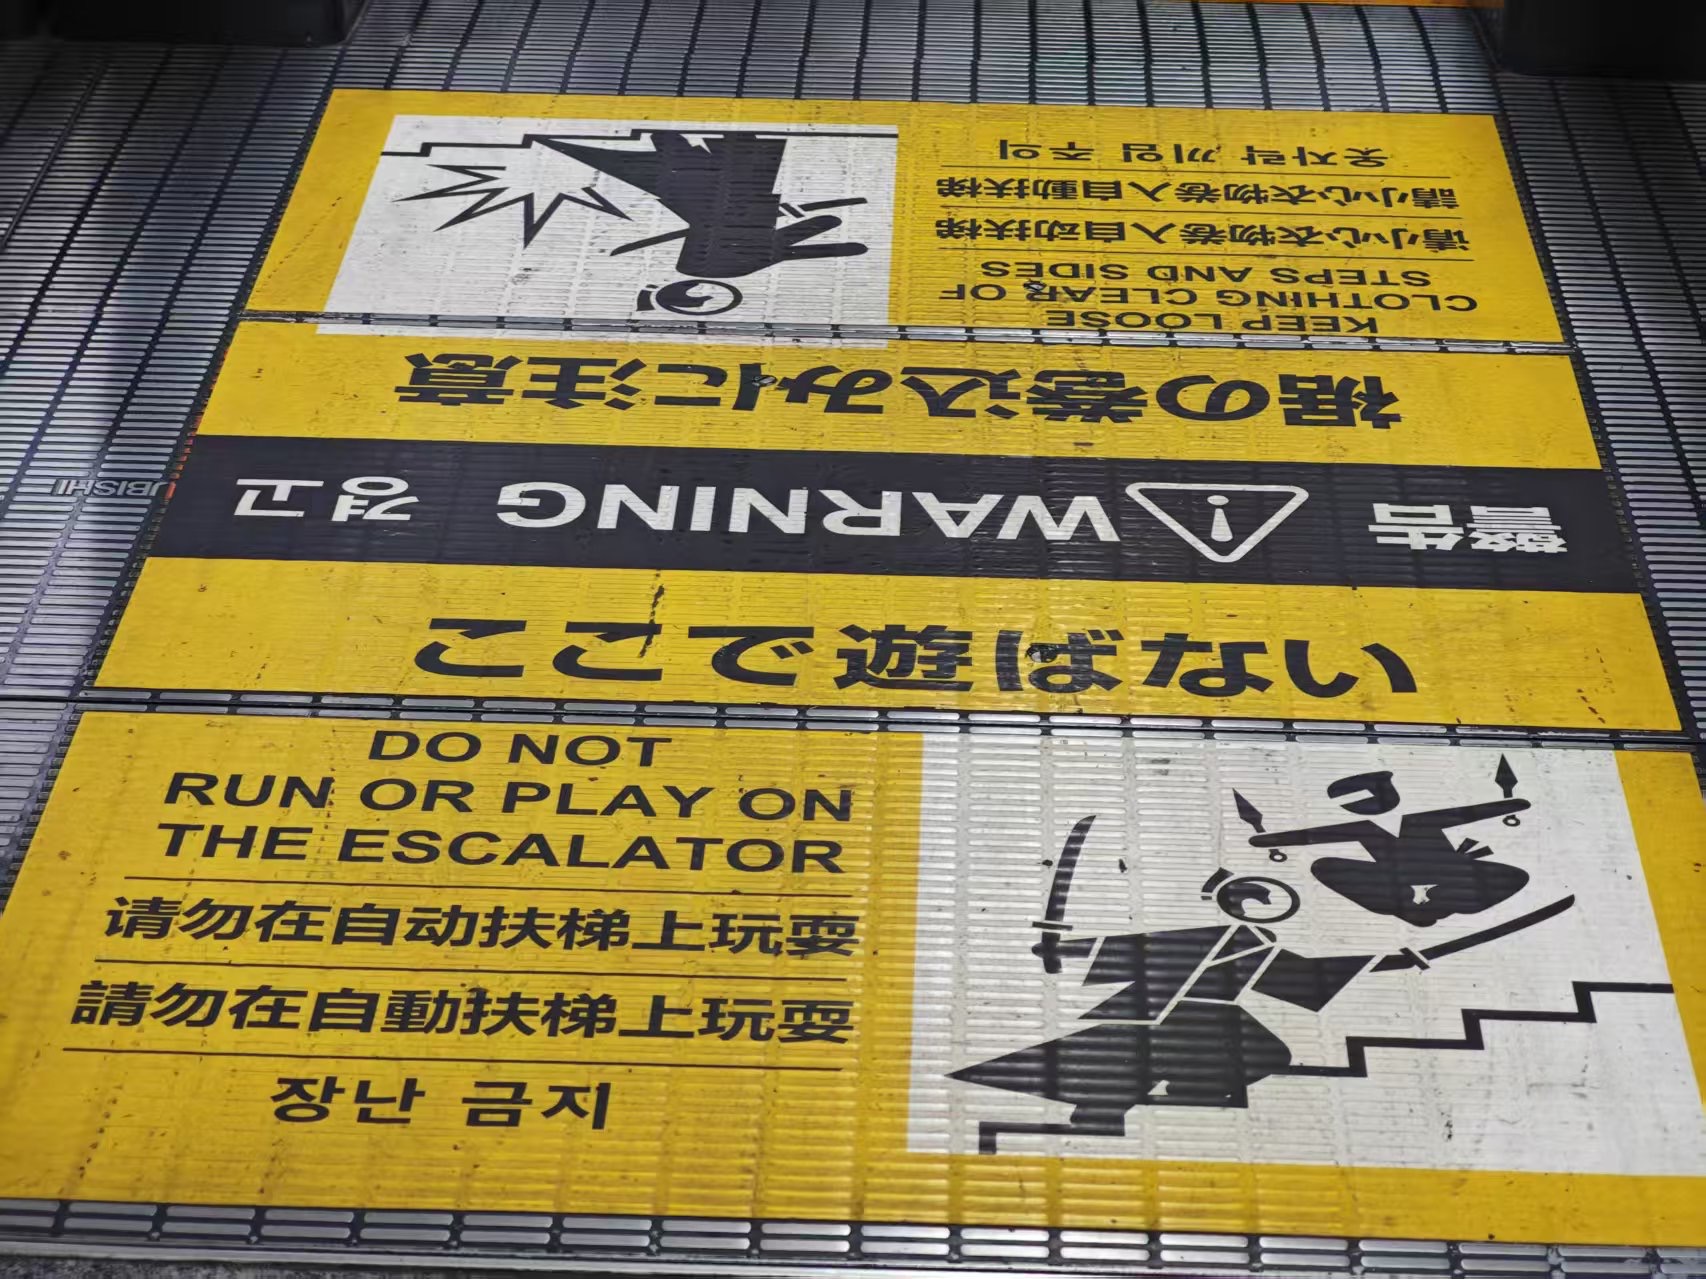 옷자락 끼임 주의
請小心衣物卷入自動扶梯
请小心衣物卷入自动扶梯
KEEP LOOSE
CLOTHING CLEAR OF
STEPS AND SIDES
裾の巻込みに注意
警告 WARNING 경고
UBISHI
ここで遊ばない
DO NOT
RUN OR PLAY ON
THE ESCALATOR
请勿在自动扶梯上玩耍
請勿在自動扶梯上玩耍
장난 금지